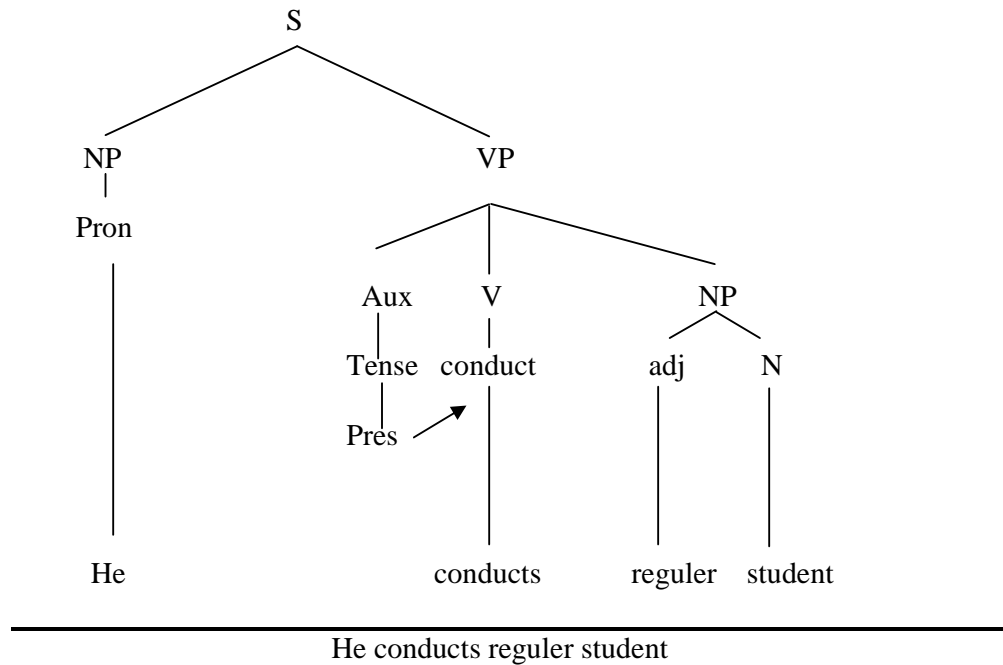 S
NP VP
Pron
Aux V NP
Tense conduct adj N
Pres
He conducts reguler student
He conducts reguler student